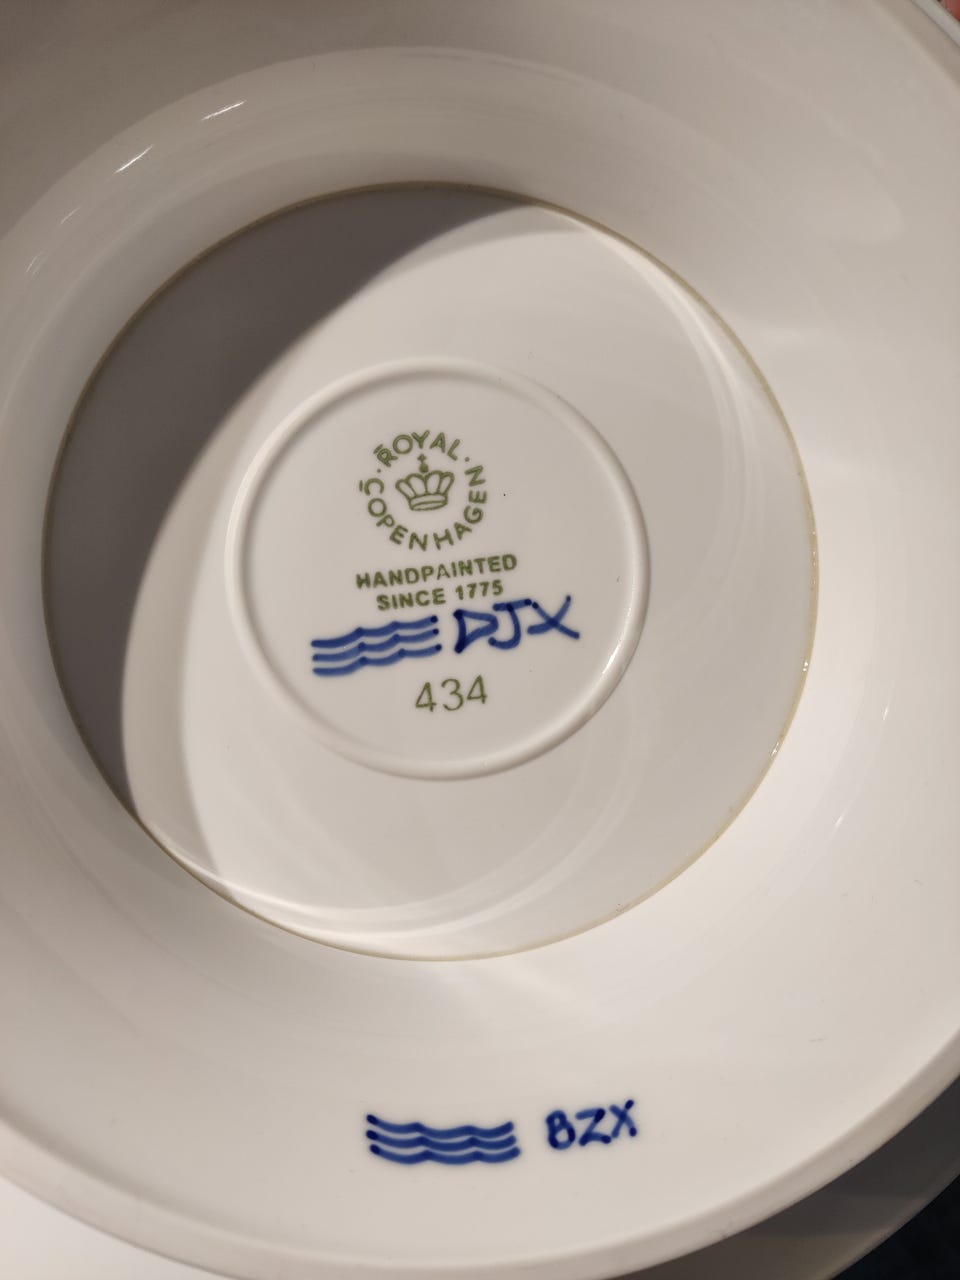 ROYAL COPENHAGEN
HANDPAINTED
SINCE 1775
DJX
434
BZX